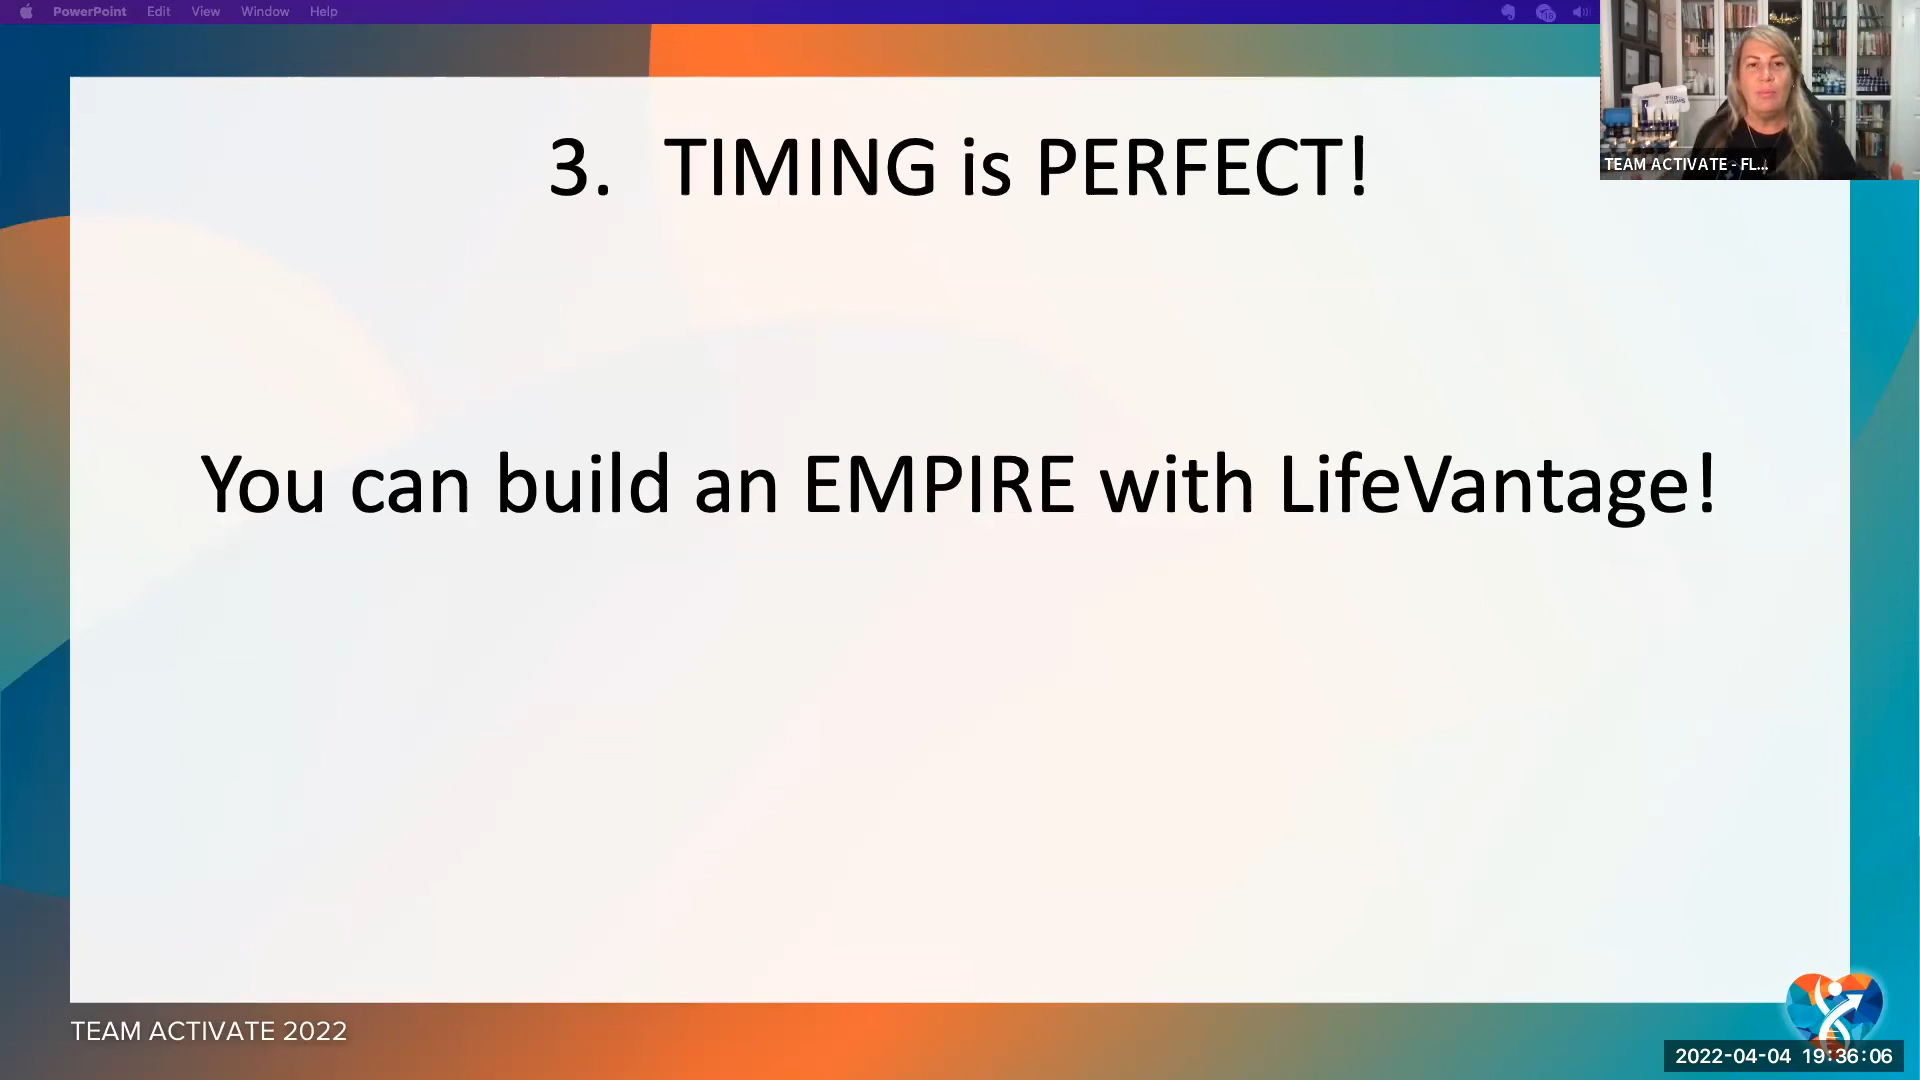 PowerPoint Edit View Window Help
3. TIMING is PERFECT!
TEAM ACTIVATE - FL...
You can build an EMPIRE with LifeVantage!
TEAM ACTIVATE 2022
2022-04-04 19:36:06